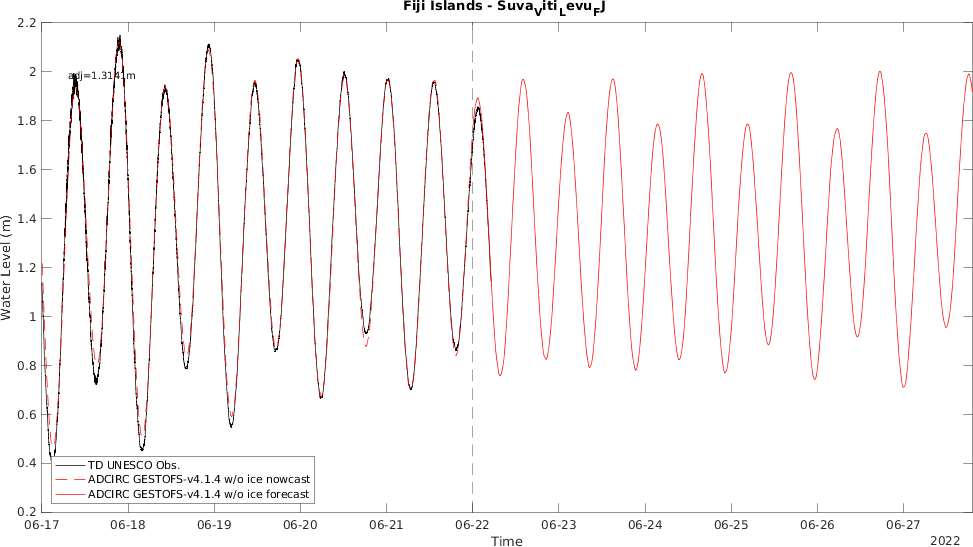 Fiji Islands - SuvaVitiLevuFJ
2.2
2
1.8
1.6
1.4
1.2
1
0.8
0.6
0.4
0.2
Water Level (m)
adj=1.3141m
TD UNESCO Obs.
ADCIRC GESTOFS-v4.1.4 w/o ice nowcast
ADCIRC GESTOFS-v4.1.4 w/o ice forecast
06-17 06-18 06-19 06-20 06-21 06-22 06-23 06-24 06-25 06-26 06-27
Time
2022